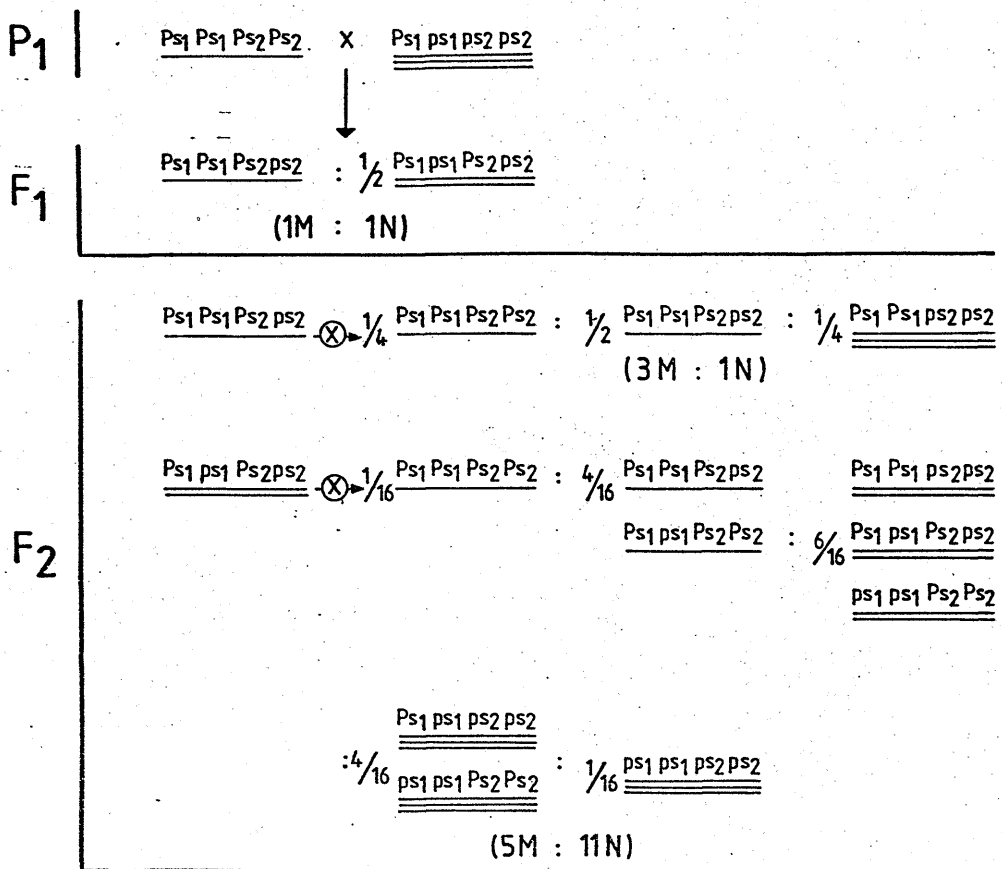 P1 Ps1 Ps1 Ps2 Ps2 X Ps1 ps1 ps2 ps2
F1 Ps1 Ps1 Ps2 ps2 : 1/2 Ps1 ps1 Ps2 ps2
(1M : 1N)
Ps1 Ps1 Ps2 ps2 X 1/4 Ps1 Ps1 Ps2 Ps2 : 1/2 Ps1 Ps1 Ps2 ps2 : 1/4 Ps1 Ps1 ps2 ps2
(3M : 1N)
Ps1 ps1 Ps2 ps2 X 1/16 Ps1 Ps1 Ps2 Ps2 : 4/16 Ps1 Ps1 Ps2 ps2 Ps1 Ps1 ps2 ps2
F2 Ps1 ps1 Ps2 Ps2 : 6/16 Ps1 ps1 Ps2 ps2
ps1 ps1 Ps2 Ps2
Ps1 ps1 ps2 ps2
:4/16 ps1 ps1 Ps2 Ps2 : 1/16 ps1 ps1 ps2 ps2
(5M : 11N)